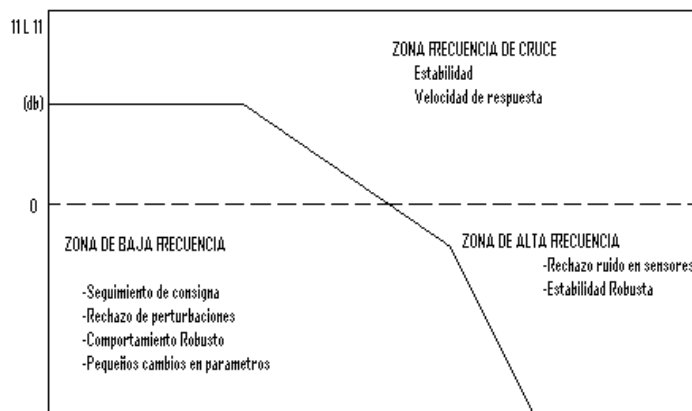 11 L 11
ZONA FRECUENCIA DE CRUCE
Estabilidad
Velocidad de respuesta
(db)
0
ZONA DE BAJA FRECUENCIA
-Seguimiento de consigna
-Rechazo de perturbaciones
-Comportamiento Robusto
-Pequeños cambios en parametros
ZONA DE ALTA FRECUENCIA
-Rechazo ruido en sensores
-Estabilidad Robusta